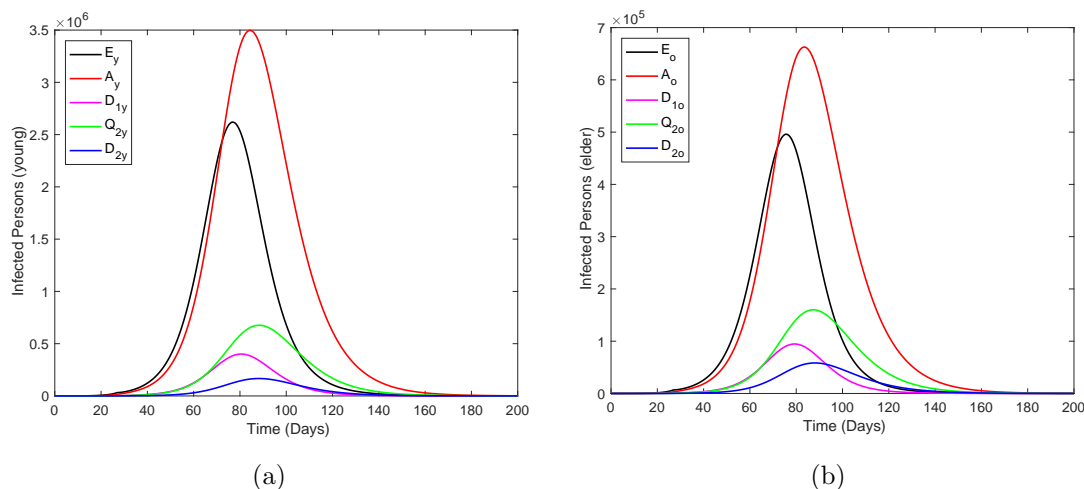 ×10^6
3.5
3
2.5
2
1.5
1
0.5
0
E_y
A_y
D_1y
Q_2y
D_2y
Infected Persons (young)
0 20 40 60 80 100 120 140 160 180 200
Time (Days)
(a)
×10^5
7
6
5
4
3
2
1
0
E_o
A_o
D_1o
Q_2o
D_2o
Infected Persons (elder)
0 20 40 60 80 100 120 140 160 180 200
Time (Days)
(b)